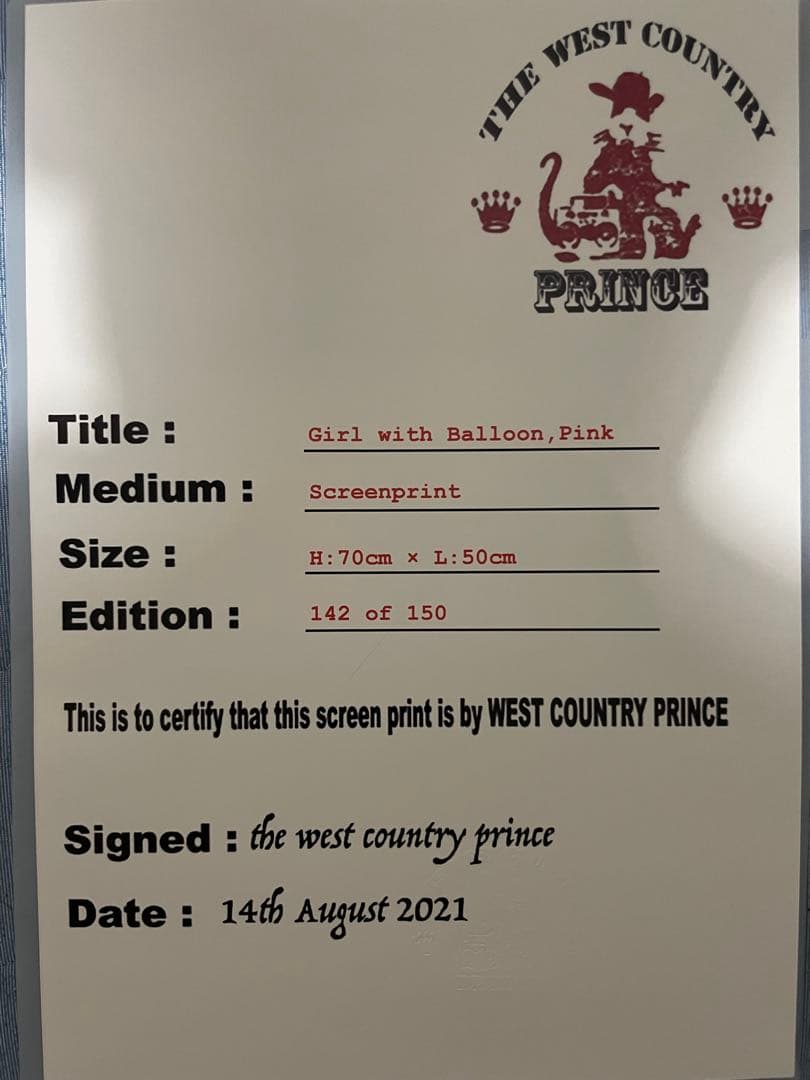 THE WEST COUNTRY
PRINCE
Title : Girl with Balloon,Pink
Medium : Screenprint
Size : H:70cm × L:50cm
Edition : 142 of 150
This is to certify that this screen print is by WEST COUNTRY PRINCE
Signed : the west country prince
Date : 14th August 2021